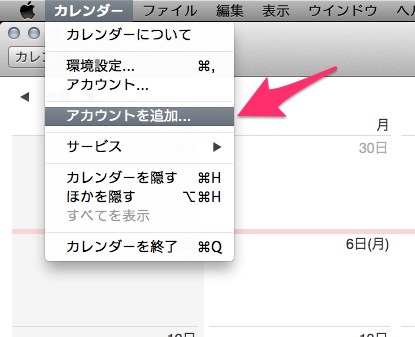 カレンダー ファイル 編集 表示 ウインドウ
カレンダーについて
環境設定... ⌘,
アカウント...
アカウントを追加...
サービス ▶
カレンダーを隠す ⌘H
ほかを隠す ⌥⌘H
すべてを表示
カレンダーを終了 ⌘Q
カレン
◀
月
30日
6日(月)